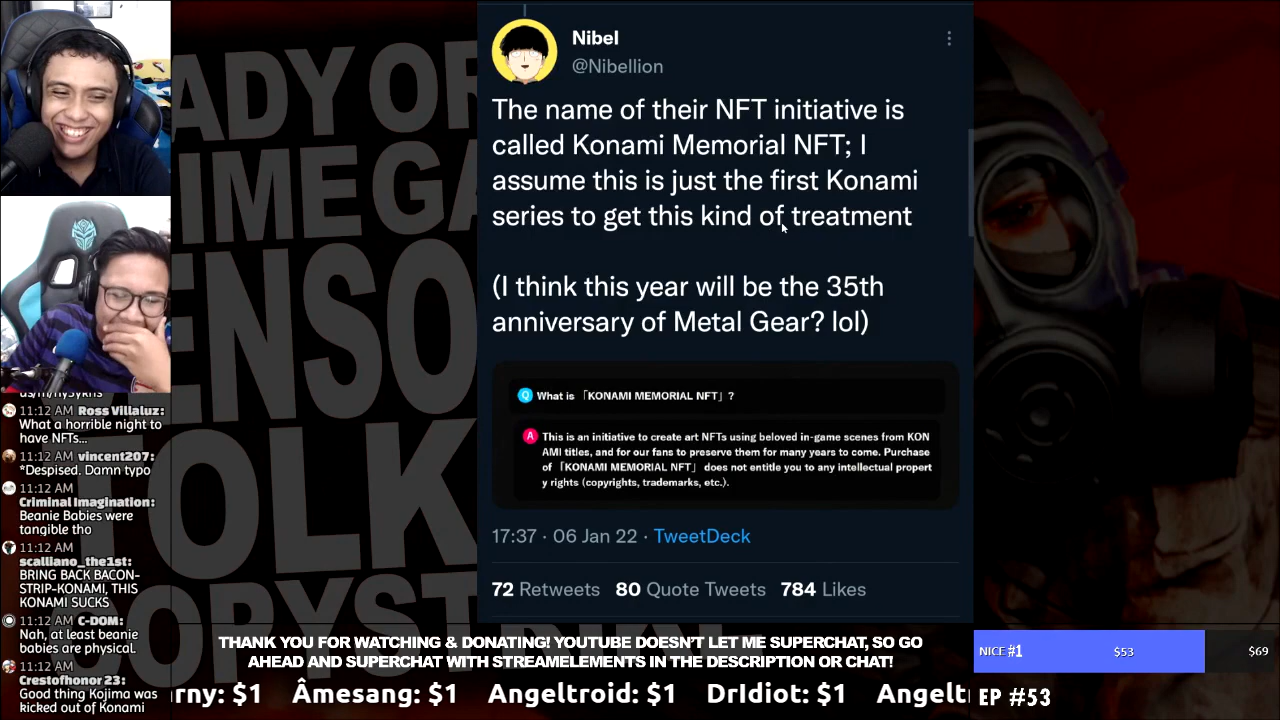 Nibel
@Nibellion
The name of their NFT initiative is
called Konami Memorial NFT; I
assume this is just the first Konami
series to get this kind of treatment
(I think this year will be the 35th
anniversary of Metal Gear? lol)
Q What is 「KONAMI MEMORIAL NFT」 ?
A This is an initiative to create art NFTs using beloved in-game scenes from KON
AMI titles, and for our fans to preserve them for many years to come. Purchase
of 「KONAMI MEMORIAL NFT」 does not entitle you to any intellectual propert
y rights (copyrights, trademarks, etc.).
17:37 · 06 Jan 22 · TweetDeck
72 Retweets 80 Quote Tweets 784 Likes
ADY OR
IME GA
ENSO
TOLK
COPYSTRIK
11:12 AM Ross Villaluz:
What a horrible night to
have NFTs...
11:12 AM vincent207:
*Despised. Damn typo
11:12 AM
Criminal Imagination:
Beanie Babies were
tangible tho
11:12 AM
scalliano_the1st:
BRING BACK BACON-
STRIP-KONAMI, THIS
KONAMI SUCKS
11:12 AM C-DOM:
Nah, at least beanie
babies are physical.
11:12 AM
Crestofhonor 23:
Good thing Kojima was
kicked out of Konami
THANK YOU FOR WATCHING & DONATING! YOUTUBE DOESN'T LET ME SUPERCHAT, SO GO
AHEAD AND SUPERCHAT WITH STREAMELEMENTS IN THE DESCRIPTION OR CHAT!
arny: $1 Âmesang: $1 Angeltroid: $1 DrIdiot: $1 Angelt
NICE #1 $53 $69
EP #53